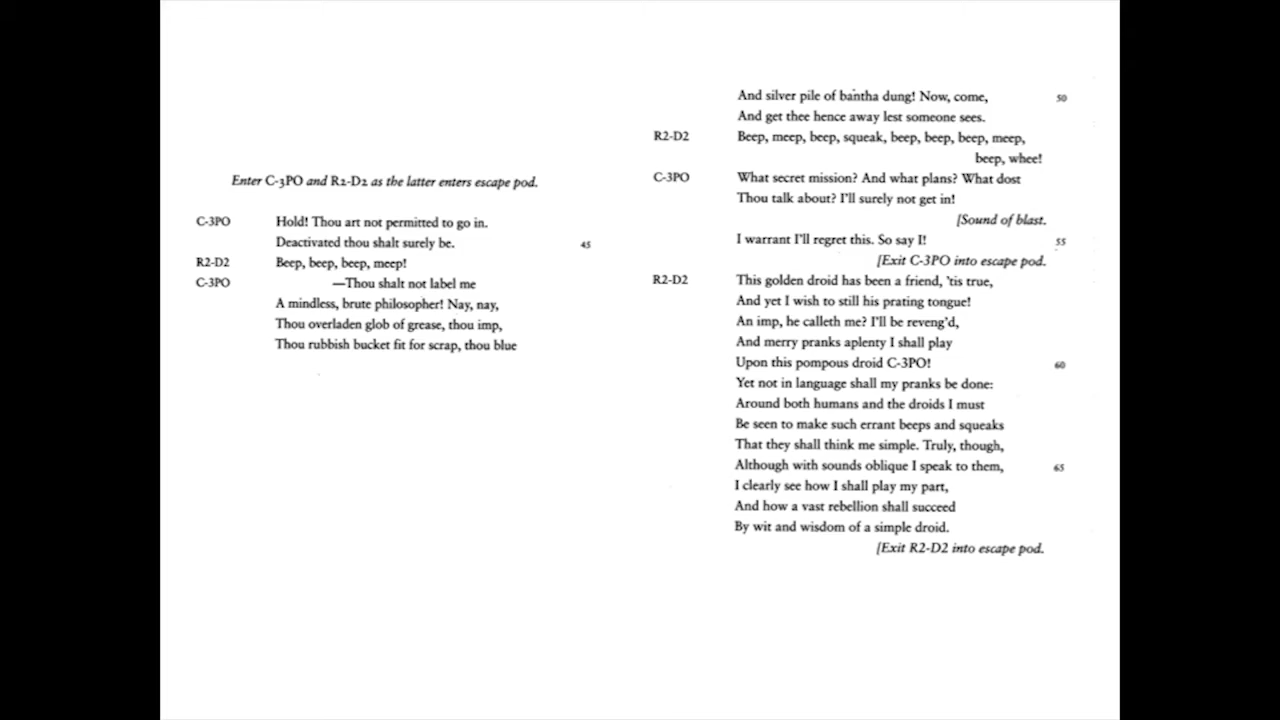 Enter C-3PO and R2-D2 as the latter enters escape pod.
C-3PO Hold! Thou art not permitted to go in.
Deactivated thou shalt surely be. 45
R2-D2 Beep, beep, beep, meep!
C-3PO —Thou shalt not label me
A mindless, brute philosopher! Nay, nay,
Thou overladen glob of grease, thou imp,
Thou rubbish bucket fit for scrap, thou blue
And silver pile of bantha dung! Now, come, 50
And get thee hence away lest someone sees.
R2-D2 Beep, meep, beep, squeak, beep, beep, beep, meep,
beep, whee!
C-3PO What secret mission? And what plans? What dost
Thou talk about? I'll surely not get in!
[Sound of blast.
I warrant I'll regret this. So say I! 55
[Exit C-3PO into escape pod.
R2-D2 This golden droid has been a friend, 'tis true,
And yet I wish to still his prating tongue!
An imp, he calleth me? I'll be reveng'd,
And merry pranks aplenty I shall play
Upon this pompous droid C-3PO! 60
Yet not in language shall my pranks be done:
Around both humans and the droids I must
Be seen to make such errant beeps and squeaks
That they shall think me simple. Truly, though,
Although with sounds oblique I speak to them, 65
I clearly see how I shall play my part,
And how a vast rebellion shall succeed
By wit and wisdom of a simple droid.
[Exit R2-D2 into escape pod.